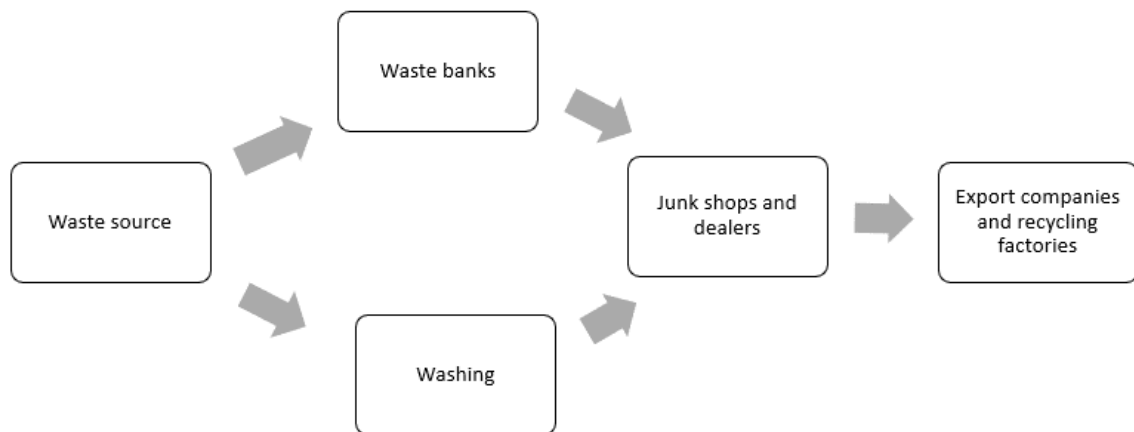 Waste banks
Waste source
Junk shops and
dealers
Export companies
and recycling
factories
Washing